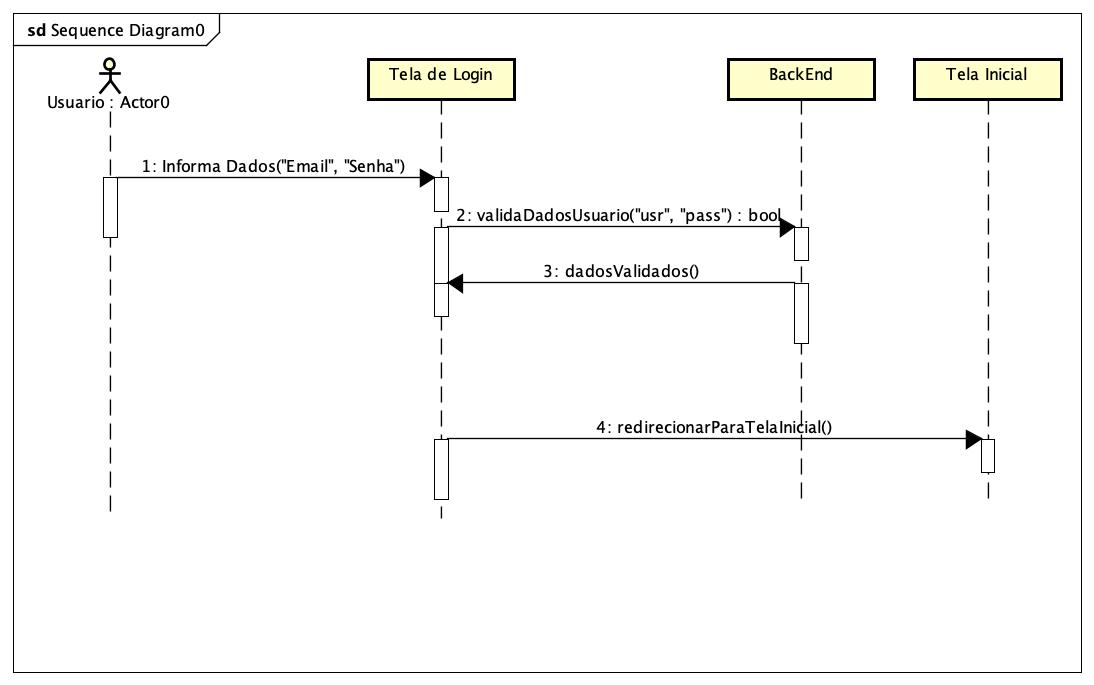 sd Sequence Diagram0
Usuario : Actor0
Tela de Login
BackEnd
Tela Inicial
1: Informa Dados("Email", "Senha")
2: validaDadosUsuario("usr", "pass") : bool
3: dadosValidados()
4: redirecionarParaTelaInicial()